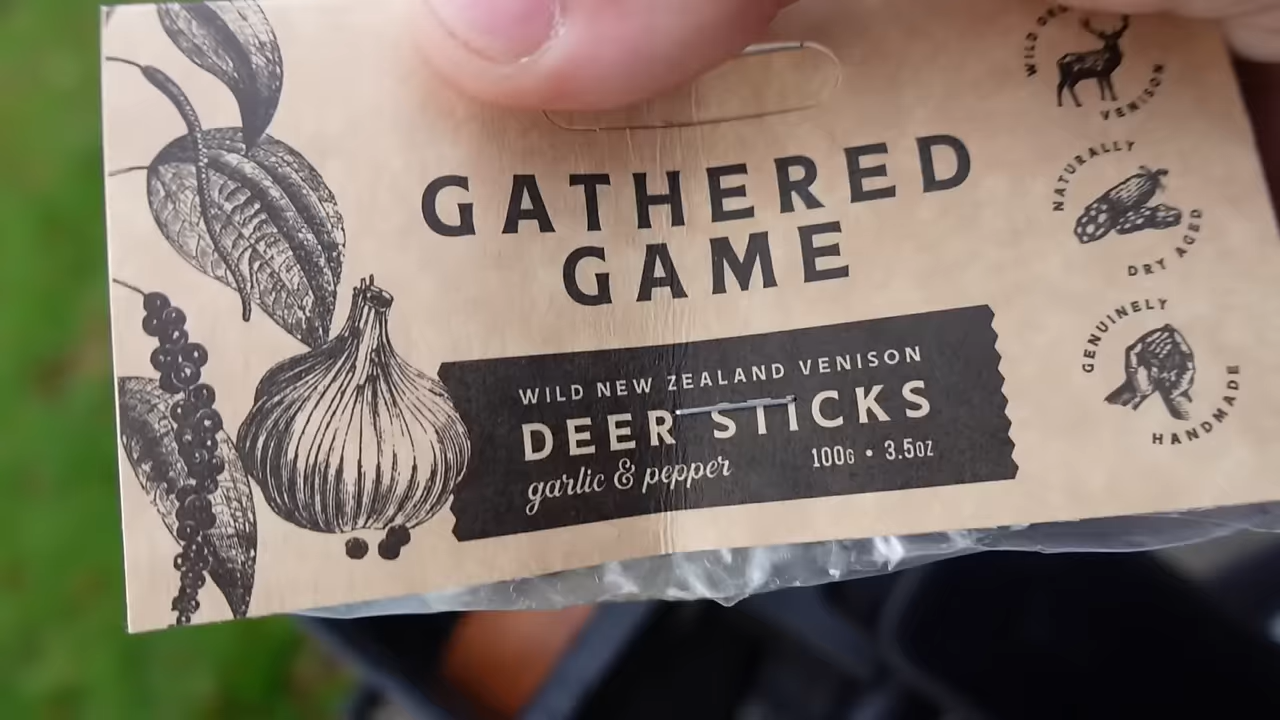 GATHERED
GAME
WILD NEW ZEALAND VENISON
DEER STICKS
garlic & pepper
100G • 3.5OZ
WILD
VENISON
NATURALLY
DRY AGED
GENUINELY
HANDMADE